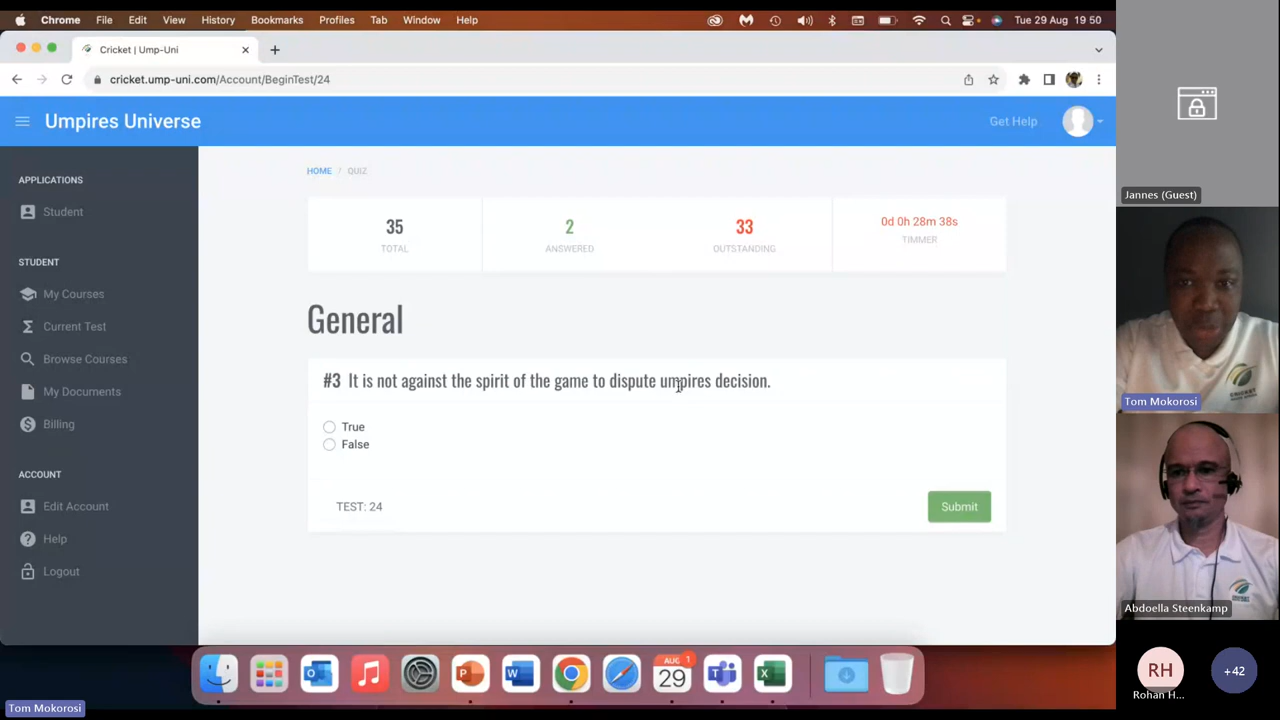 Chrome File Edit View History Bookmarks Profiles Tab Window Help Tue 29 Aug 19 50
Cricket | Ump-Uni
cricket.ump-uni.com/Account/BeginTest/24
Umpires Universe
Get Help
APPLICATIONS
Student
STUDENT
My Courses
Current Test
Browse Courses
My Documents
Billing
ACCOUNT
Edit Account
Help
Logout
HOME / QUIZ
35
TOTAL
2
ANSWERED
33
OUTSTANDING
0d 0h 28m 38s
TIMMER
General
#3 It is not against the spirit of the game to dispute umpires decision.
True
False
TEST: 24
Submit
AUG 1
29
Tom Mokorosi
Jannes (Guest)
Tom Mokorosi
Abdoella Steenkamp
RH
Rohan H...
+42